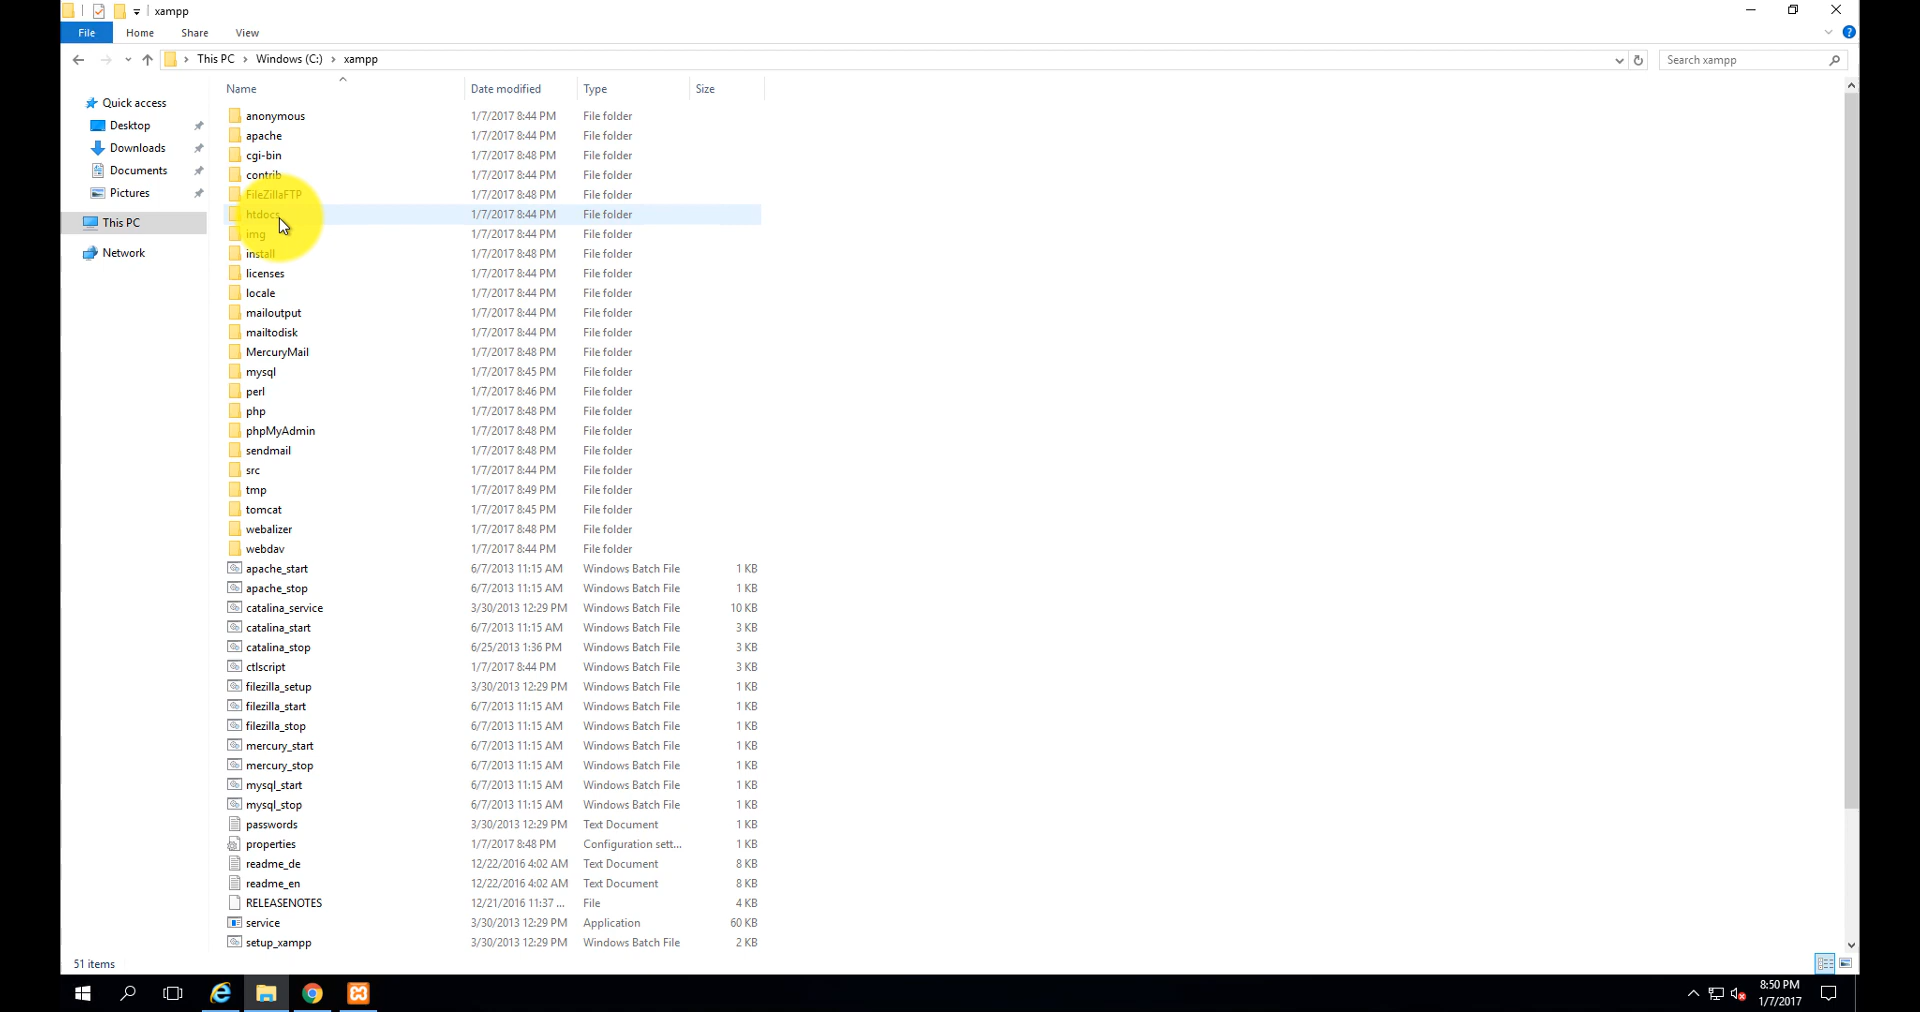 xampp
File Home Share View
This PC Windows (C:) xampp
Search xampp
Name Date modified Type Size
Quick access
Desktop
Downloads
Documents
Pictures
This PC
Network
anonymous 1/7/2017 8:44 PM File folder
apache 1/7/2017 8:44 PM File folder
cgi-bin 1/7/2017 8:48 PM File folder
contrib 1/7/2017 8:44 PM File folder
FileZillaFTP 1/7/2017 8:48 PM File folder
htdocs 1/7/2017 8:44 PM File folder
img 1/7/2017 8:44 PM File folder
install 1/7/2017 8:48 PM File folder
licenses 1/7/2017 8:44 PM File folder
locale 1/7/2017 8:44 PM File folder
mailoutput 1/7/2017 8:44 PM File folder
mailtodisk 1/7/2017 8:44 PM File folder
MercuryMail 1/7/2017 8:48 PM File folder
mysql 1/7/2017 8:45 PM File folder
perl 1/7/2017 8:46 PM File folder
php 1/7/2017 8:48 PM File folder
phpMyAdmin 1/7/2017 8:48 PM File folder
sendmail 1/7/2017 8:48 PM File folder
src 1/7/2017 8:44 PM File folder
tmp 1/7/2017 8:49 PM File folder
tomcat 1/7/2017 8:45 PM File folder
webalizer 1/7/2017 8:48 PM File folder
webdav 1/7/2017 8:44 PM File folder
apache_start 6/7/2013 11:15 AM Windows Batch File 1 KB
apache_stop 6/7/2013 11:15 AM Windows Batch File 1 KB
catalina_service 3/30/2013 12:29 PM Windows Batch File 10 KB
catalina_start 6/7/2013 11:15 AM Windows Batch File 3 KB
catalina_stop 6/25/2013 1:36 PM Windows Batch File 3 KB
ctlscript 1/7/2017 8:44 PM Windows Batch File 3 KB
filezilla_setup 3/30/2013 12:29 PM Windows Batch File 1 KB
filezilla_start 6/7/2013 11:15 AM Windows Batch File 1 KB
filezilla_stop 6/7/2013 11:15 AM Windows Batch File 1 KB
mercury_start 6/7/2013 11:15 AM Windows Batch File 1 KB
mercury_stop 6/7/2013 11:15 AM Windows Batch File 1 KB
mysql_start 6/7/2013 11:15 AM Windows Batch File 1 KB
mysql_stop 6/7/2013 11:15 AM Windows Batch File 1 KB
passwords 3/30/2013 12:29 PM Text Document 1 KB
properties 1/7/2017 8:48 PM Configuration sett... 1 KB
readme_de 12/22/2016 4:02 AM Text Document 8 KB
readme_en 12/22/2016 4:02 AM Text Document 8 KB
RELEASENOTES 12/21/2016 11:37 ... File 4 KB
service 3/30/2013 12:29 PM Application 60 KB
setup_xampp 3/30/2013 12:29 PM Windows Batch File 2 KB
51 items
8:50 PM
1/7/2017